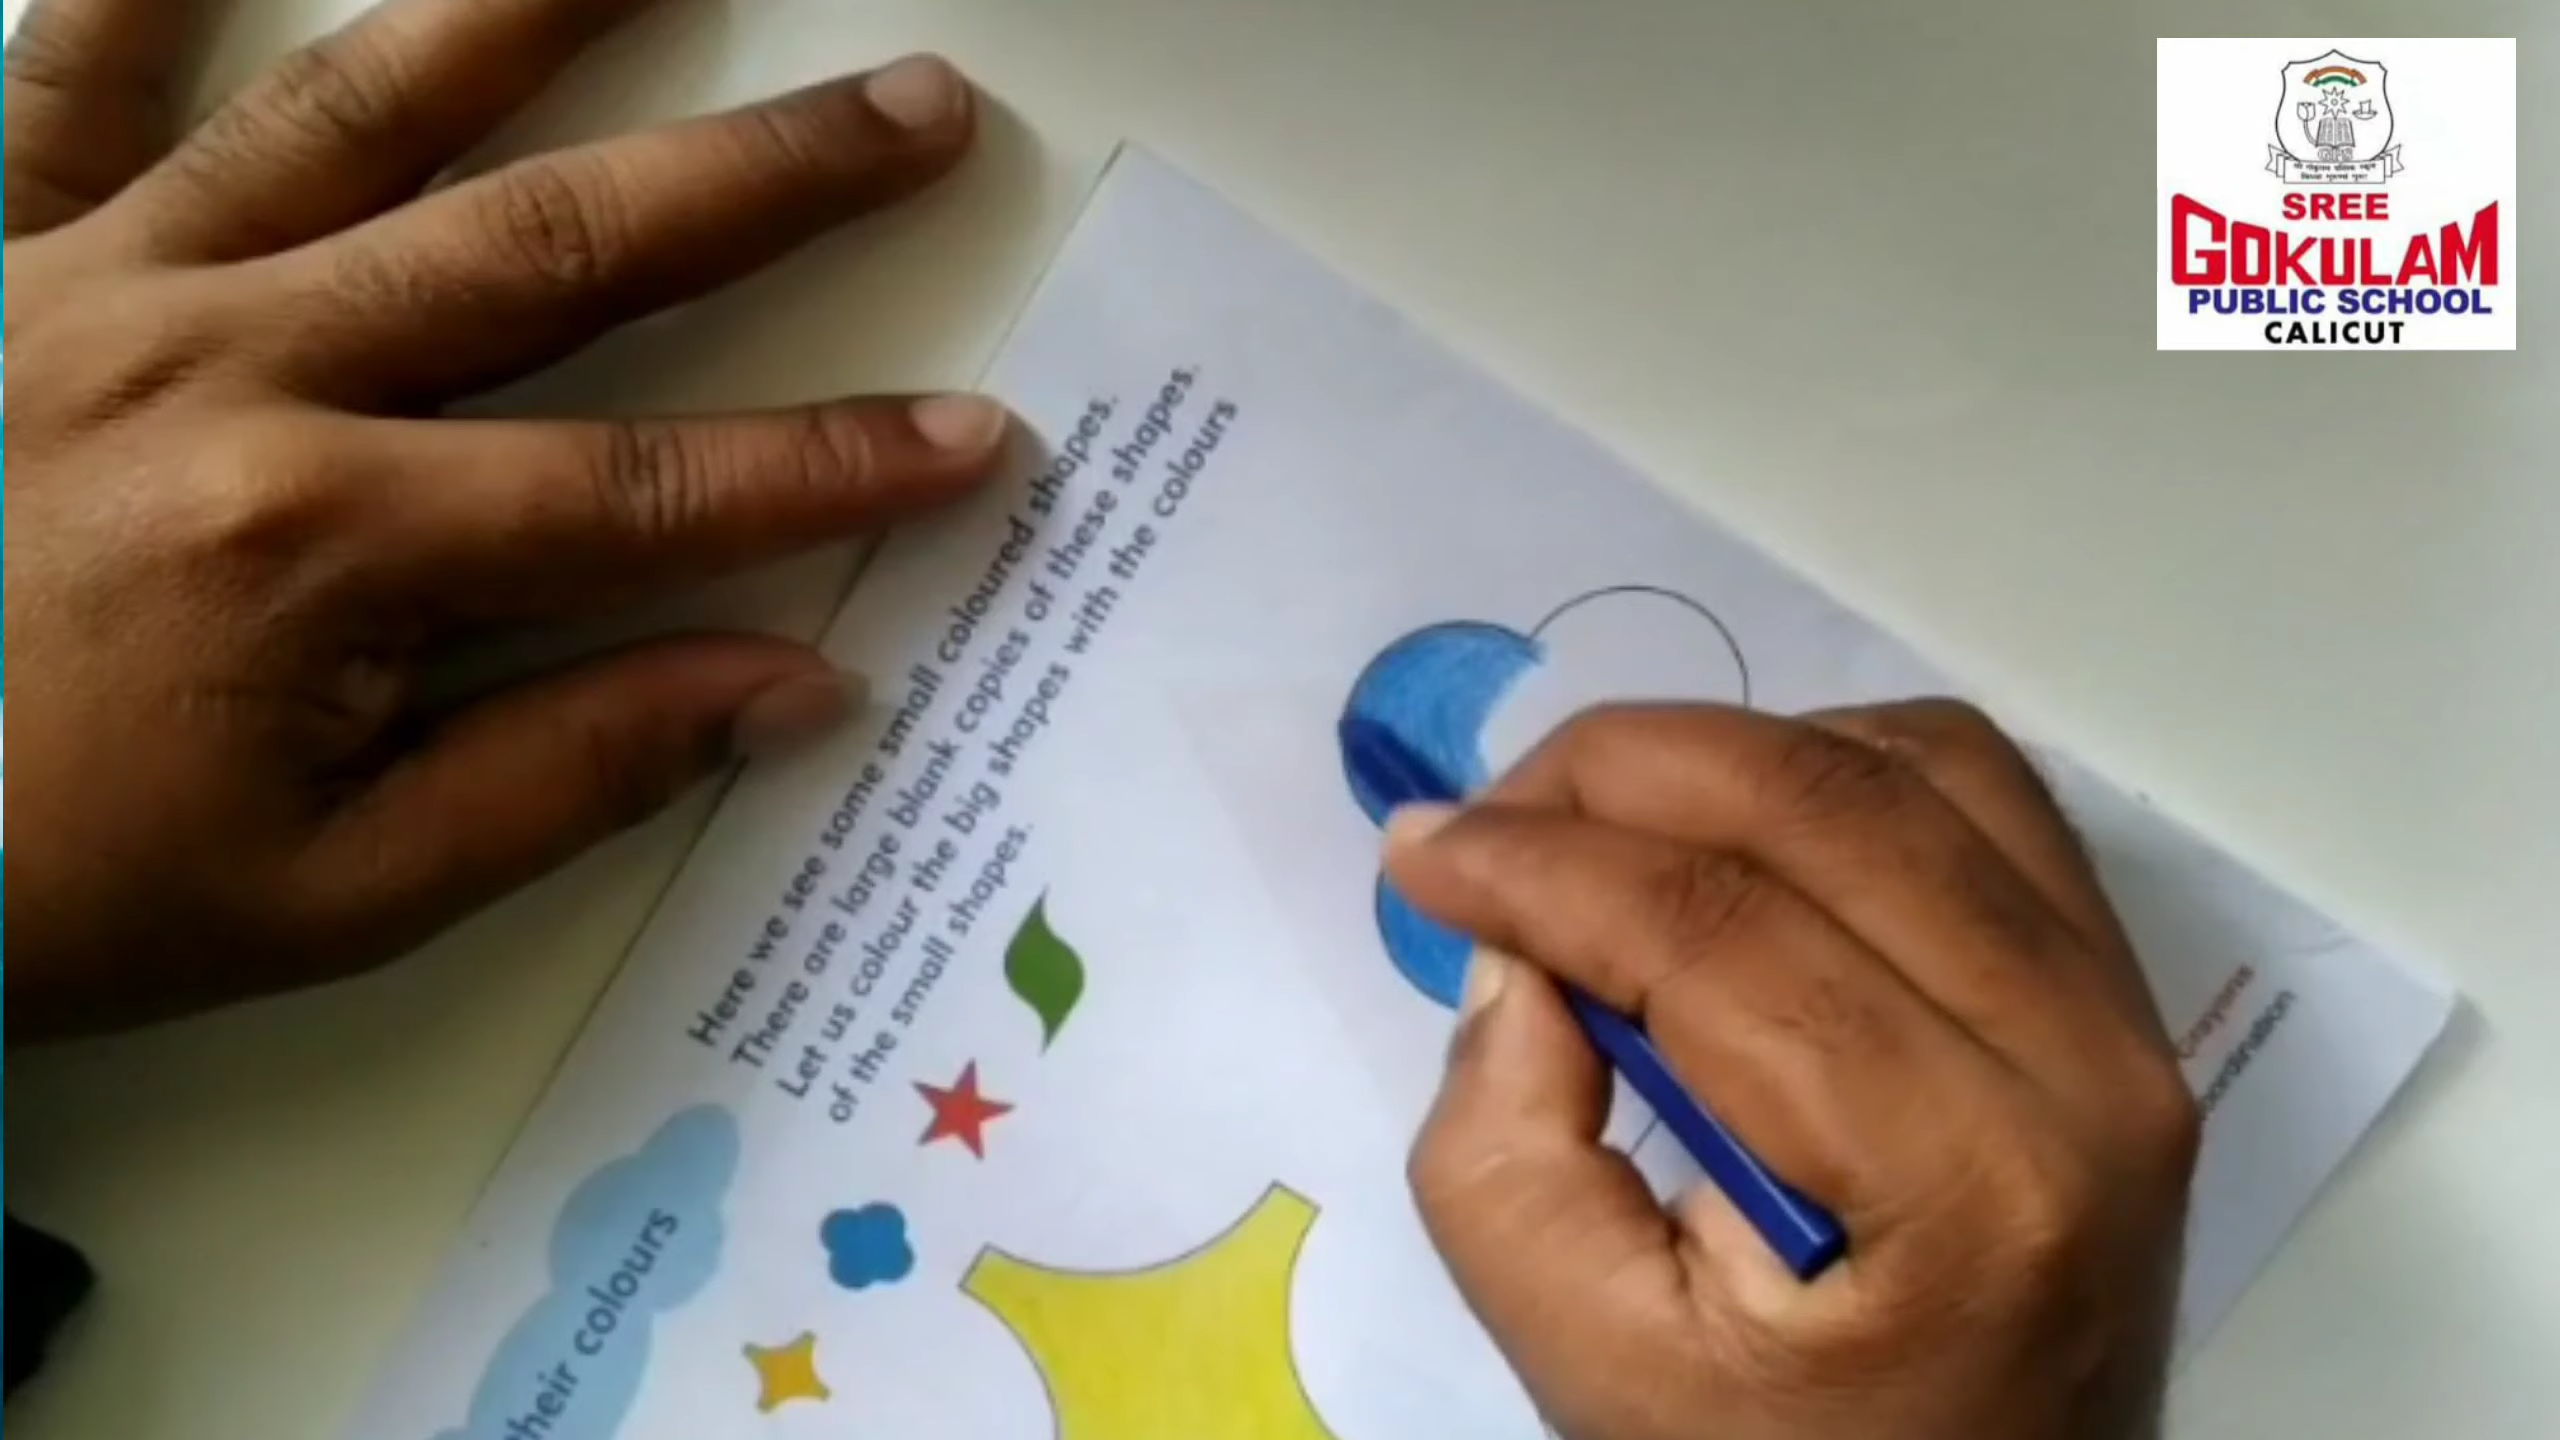 Here we see some small coloured shapes.
There are large blank copies of these shapes.
Let us colour the big shapes with the colours
of the small shapes.
their colours
Crayons
SREE
GOKULAM
PUBLIC SCHOOL
CALICUT
GPS